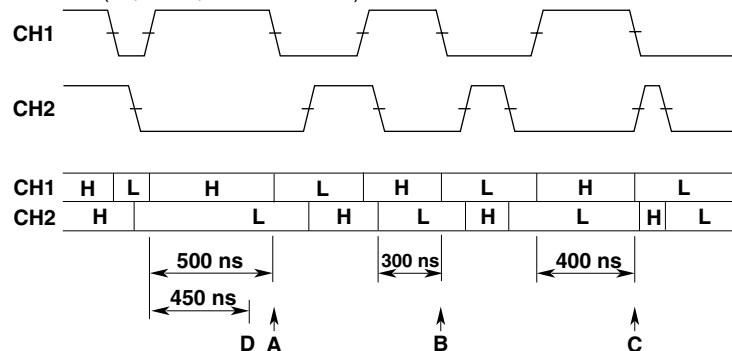 CH1
CH2
CH1 H L H L H L H L
CH2 H L H L H L H L
500 ns 300 ns 400 ns
450 ns
D A B C